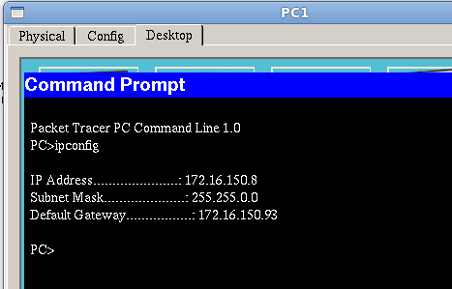 PC1
Physical Config Desktop
Command Prompt
Packet Tracer PC Command Line 1.0
PC>ipconfig
IP Address......................: 172.16.150.8
Subnet Mask.....................: 255.255.0.0
Default Gateway.................: 172.16.150.93
PC>